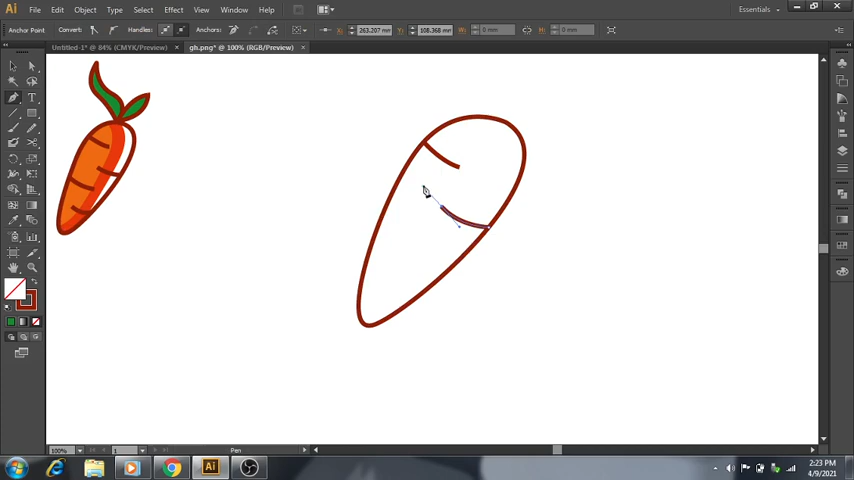 Ai File Edit Object Type Select Effect View Window Help Essentials
Anchor Point Convert: Handles: Anchors: X: 263.207 mm Y: 108.368 mm W: 0 mm H: 0 mm
Untitled-1* @ 84% (CMYK/Preview) × gh.png* @ 100% (RGB/Preview) ×
T
100% 1 Pen
Ai 2:23 PM
4/9/2021